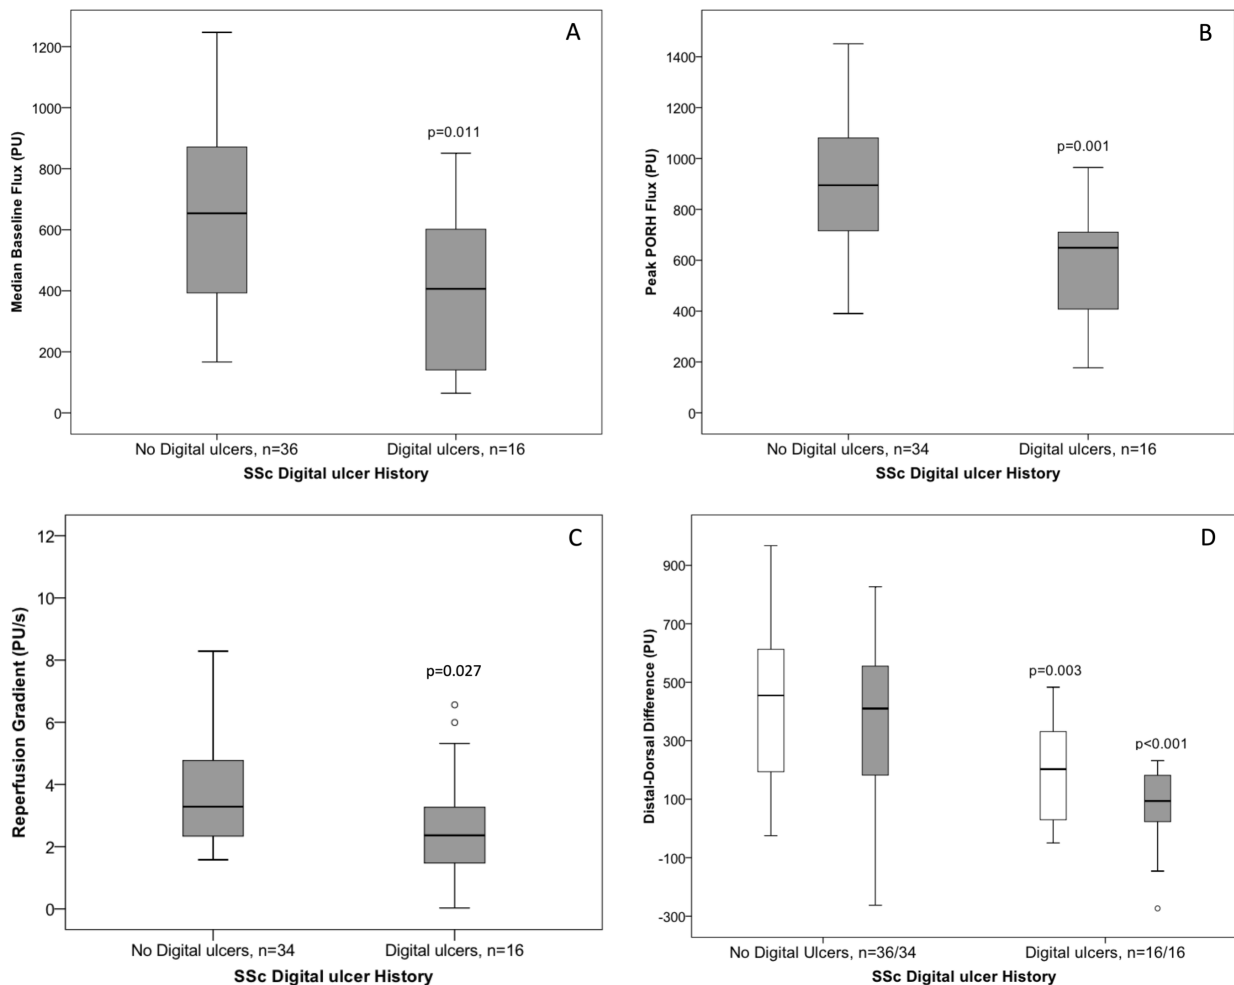 A
Median Baseline Flux (PU)
1200
1000
800
600
400
200
0
p=0.011
No Digital ulcers, n=36
Digital ulcers, n=16
SSc Digital ulcer History
B
Peak PORH Flux (PU)
1400
1200
1000
800
600
400
200
0
p=0.001
No Digital ulcers, n=34
Digital ulcers, n=16
SSc Digital ulcer History
C
Reperfusion Gradient (PU/s)
12
10
8
6
4
2
0
p=0.027
No Digital ulcers, n=34
Digital ulcers, n=16
SSc Digital ulcer History
D
Distal-Dorsal Difference (PU)
900
700
500
300
100
-100
-300
p=0.003
p<0.001
No Digital Ulcers, n=36/34
Digital ulcers, n=16/16
SSc Digital ulcer History